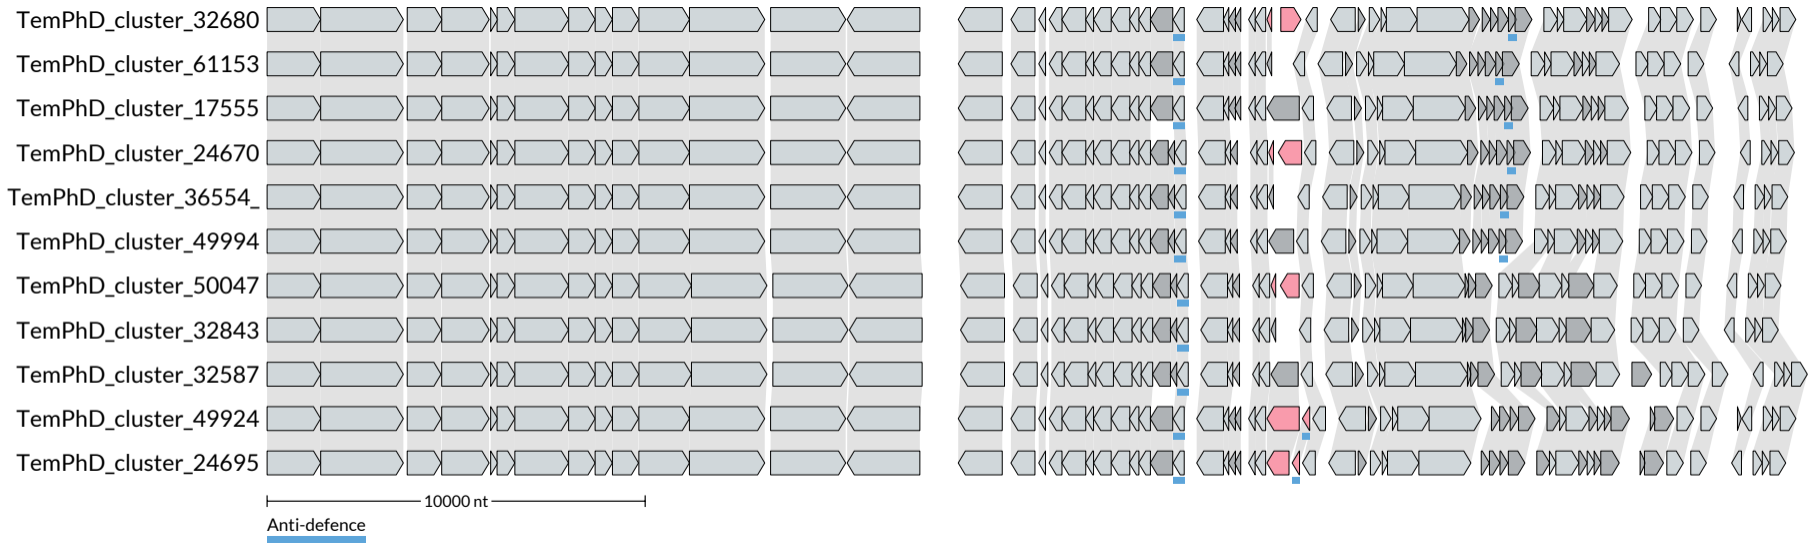 TemPhD_cluster_32680
TemPhD_cluster_61153
TemPhD_cluster_17555
TemPhD_cluster_24670
TemPhD_cluster_36554_
TemPhD_cluster_49994
TemPhD_cluster_50047
TemPhD_cluster_32843
TemPhD_cluster_32587
TemPhD_cluster_49924
TemPhD_cluster_24695
10000 nt
Anti-defence